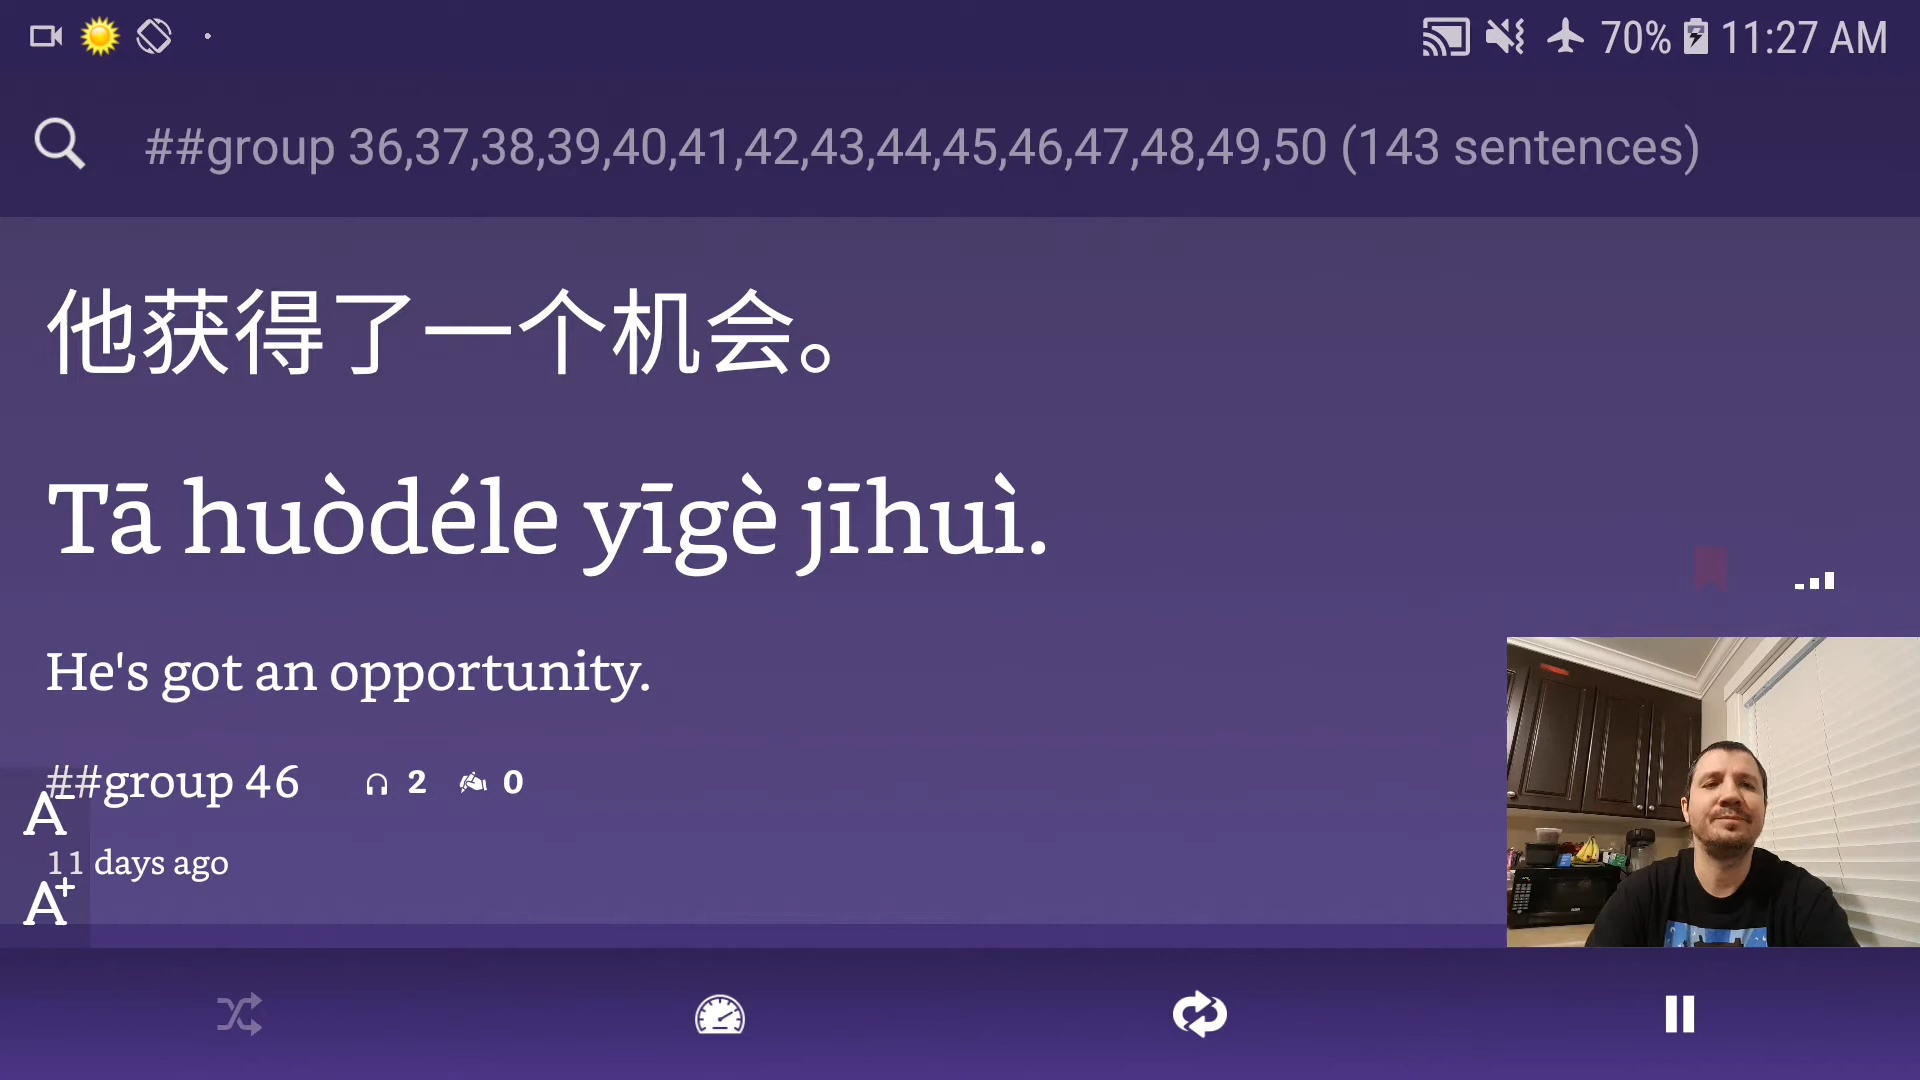 70% 11:27 AM
##group 36,37,38,39,40,41,42,43,44,45,46,47,48,49,50 (143 sentences)
他获得了一个机会。
Tā huòdéle yīgè jīhuì.
He's got an opportunity.
##group 46 2 0
A-
11 days ago
A+